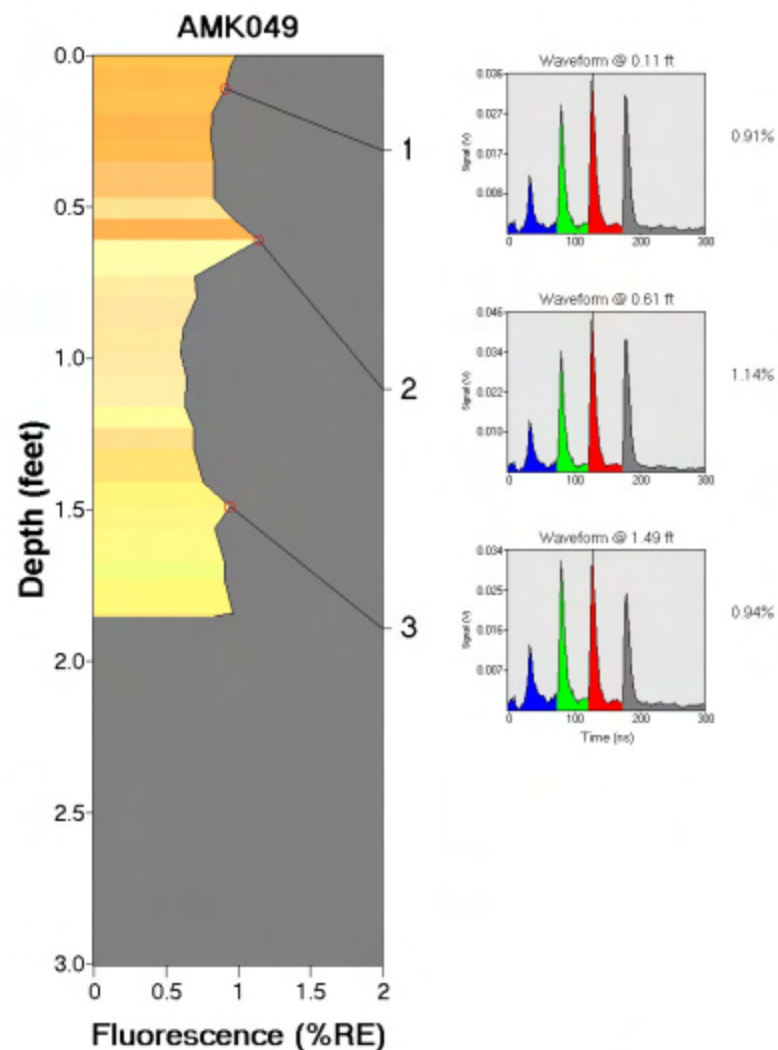 AMK049
0.0
0.5
1.0
1.5
2.0
2.5
3.0
Depth (feet)
0 0.5 1 1.5 2
Fluorescence (%RE)
1
2
3
Waveform @ 0.11 ft
0.035
0.027
0.017
0.008
Signal (V)
0 100 200 300
0.91%
Waveform @ 0.61 ft
0.046
0.034
0.022
0.010
Signal (V)
0 100 200 300
1.14%
Waveform @ 1.49 ft
0.034
0.025
0.016
0.007
Signal (V)
0 100 200 300
Time (ns)
0.94%